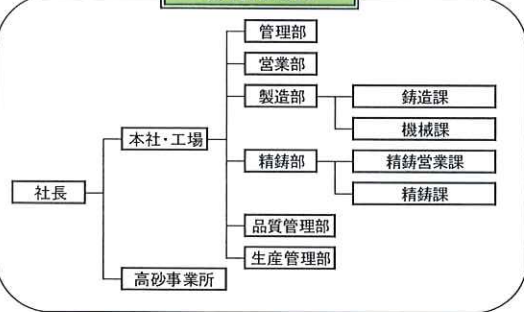 管理部
営業部
製造部
鋳造課
機械課
本社・工場
精鋳部
精鋳営業課
精鋳課
社長
品質管理部
生産管理部
高砂事業所